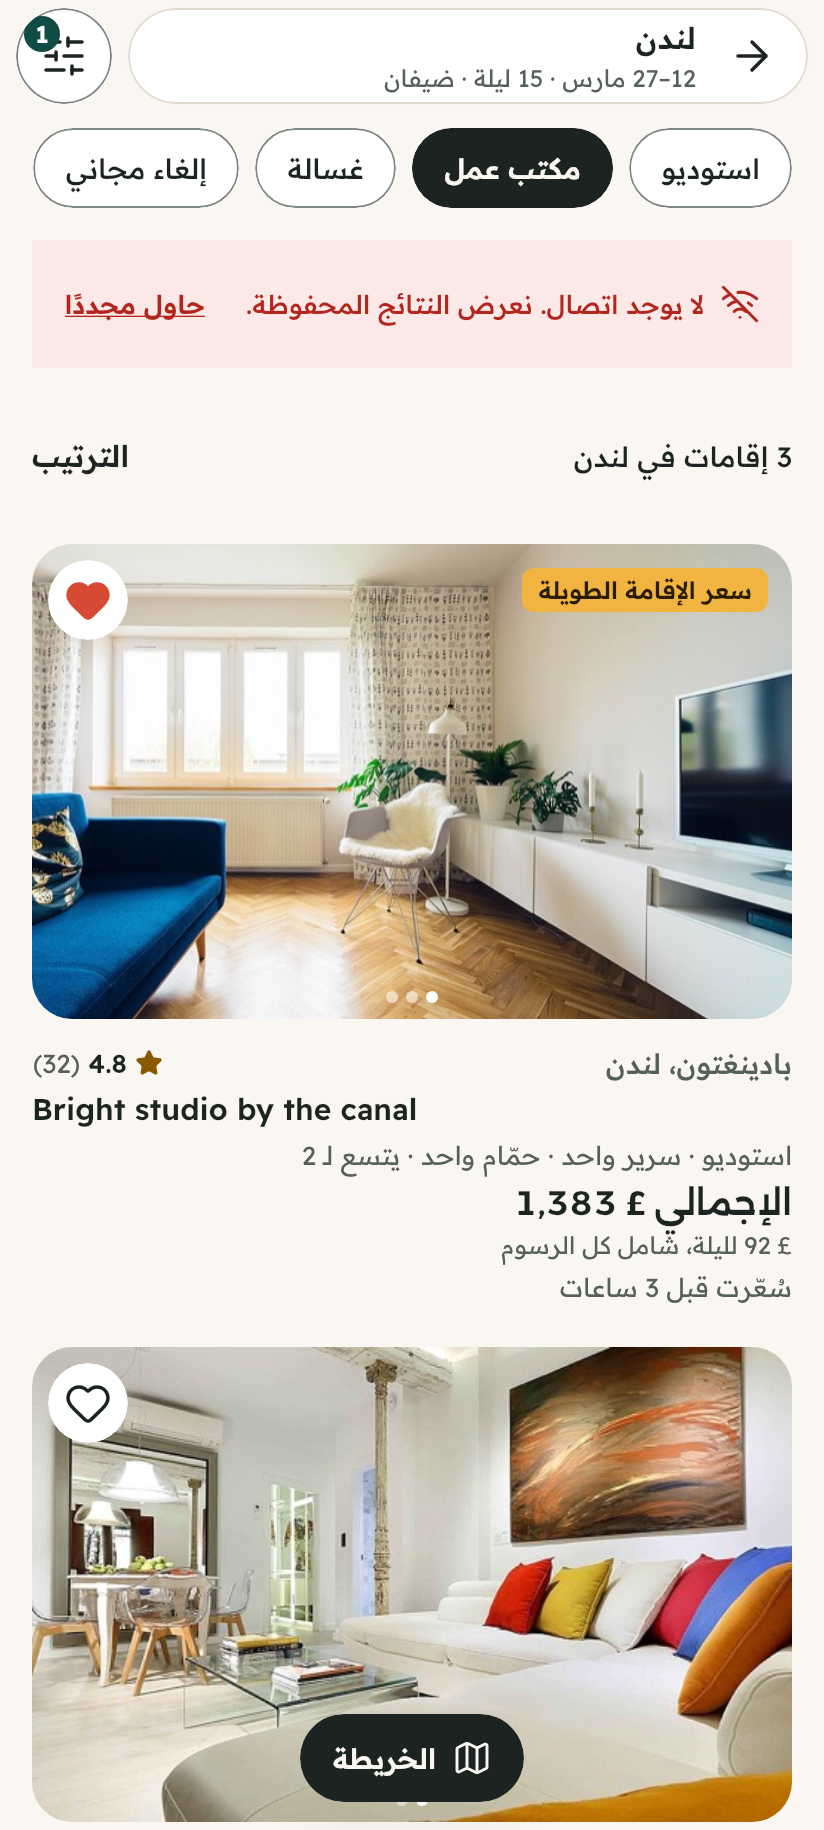 لندن
12–27 مارس · 15 ليلة · ضيفان
1
استوديو
مكتب عمل
غسالة
إلغاء مجاني
لا يوجد اتصال. نعرض النتائج المحفوظة.
حاول مجددًا
3 إقامات في لندن
الترتيب
سعر الإقامة الطويلة
بادينغتون، لندن
4.8 (32)
Bright studio by the canal
استوديو · سرير واحد · حمّام واحد · يتسع لـ 2
الإجمالي £ 1,383
£ 92 لليلة، شامل كل الرسوم
سُعّرت قبل 3 ساعات
الخريطة